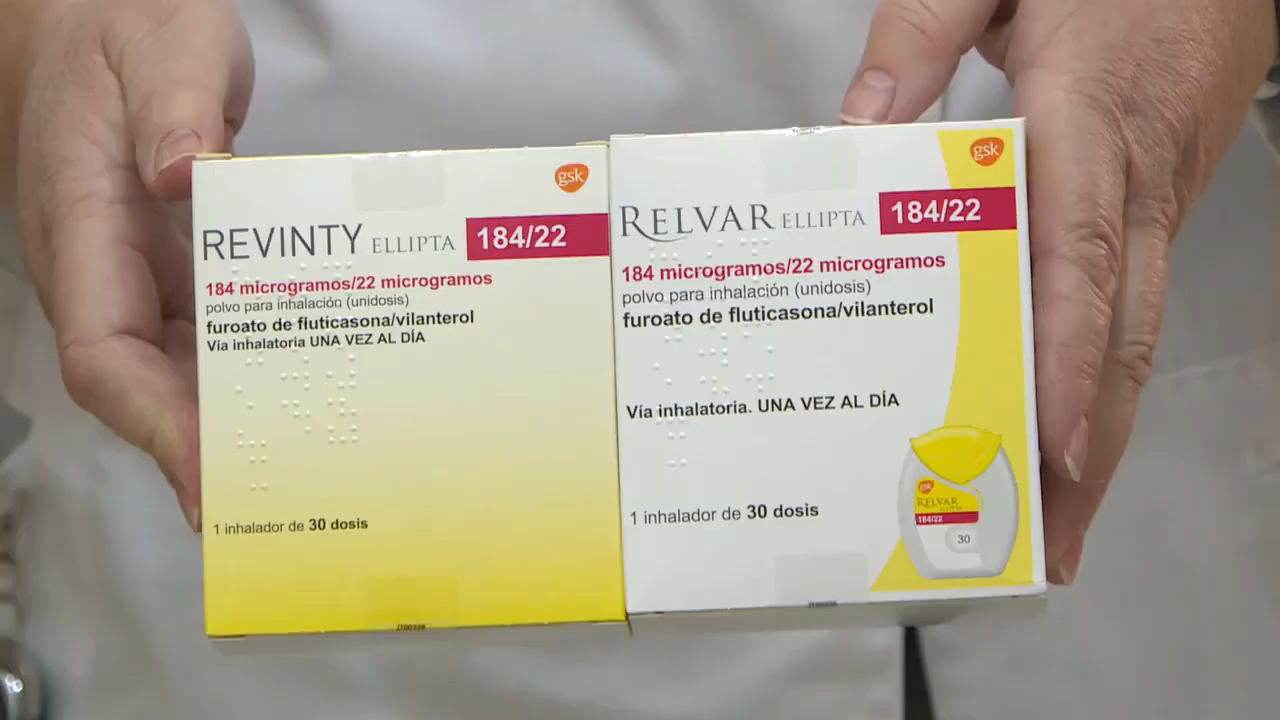 gsk
REVINTY ELLIPTA 184/22
184 microgramos/22 microgramos
polvo para inhalación (unidosis)
furoato de fluticasona/vilanterol
Vía inhalatoria UNA VEZ AL DÍA
1 inhalador de 30 dosis
gsk
RELVAR ELLIPTA 184/22
184 microgramos/22 microgramos
polvo para inhalación (unidosis)
furoato de fluticasona/vilanterol
Vía inhalatoria. UNA VEZ AL DÍA
1 inhalador de 30 dosis
gsk
RELVAR
ELLIPTA
184/22
30